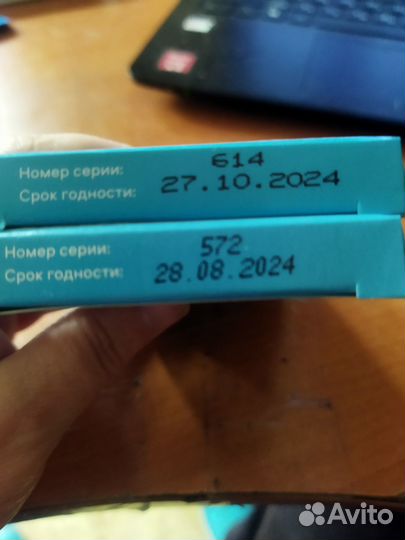 Номер серии: 614
Срок годности: 27.10.2024
Номер серии: 572
Срок годности: 28.08.2024
Avito